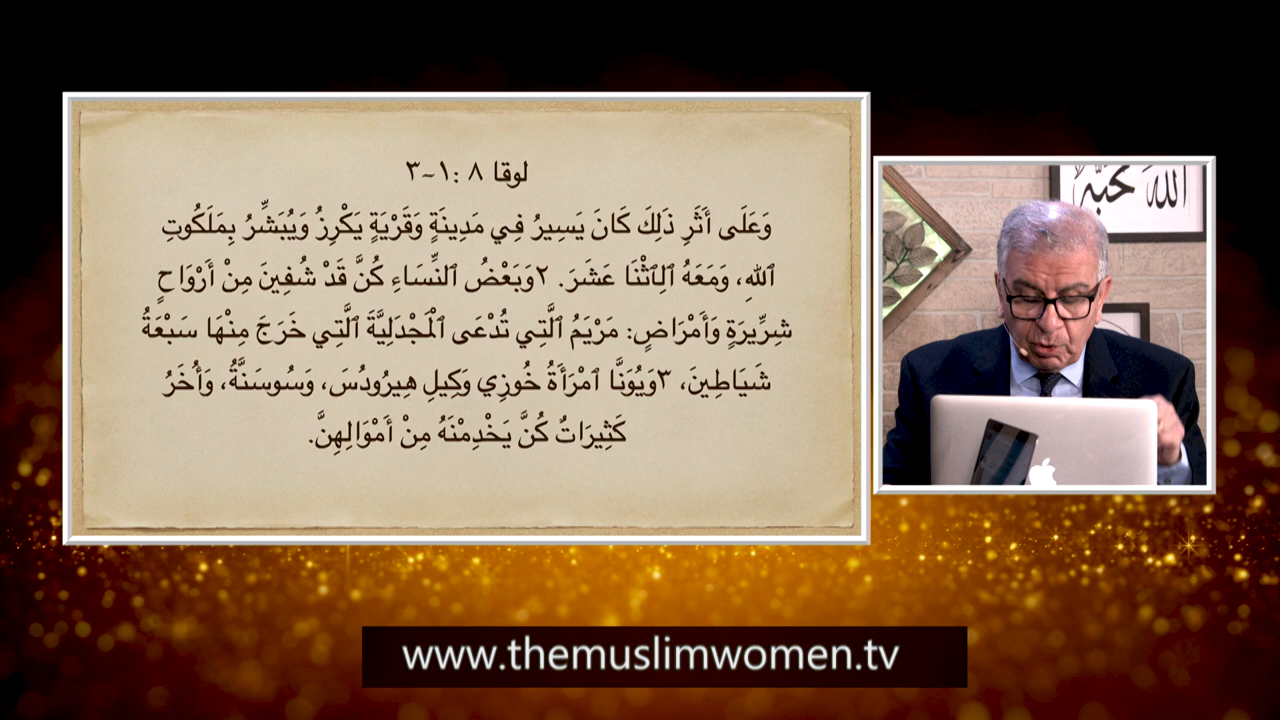 لوقا ٨ :١-٣
وَعَلَى أَثَرِ ذَلِكَ كَانَ يَسِيرُ فِي مَدِينَةٍ وَقَرْيَةٍ يَكْرِزُ وَيُبَشِّرُ بِمَلَكُوتِ
ٱللهِ، وَمَعَهُ ٱلِٱثْنَا عَشَرَ. ٢وَبَعْضُ ٱلنِّسَاءِ كُنَّ قَدْ شُفِينَ مِنْ أَرْوَاحٍ
شِرِّيرَةٍ وَأَمْرَاضٍ: مَرْيَمُ ٱلَّتِي تُدْعَى ٱلْمَجْدَلِيَّةَ ٱلَّتِي خَرَجَ مِنْهَا سَبْعَةُ
شَيَاطِينَ، ٣وَيُوَنَّا ٱمْرَأَةُ خُوزِي وَكِيلِ هِيرُودُسَ، وَسُوسَنَّةُ، وَأُخَرُ
كَثِيرَاتٌ كُنَّ يَخْدِمْنَهُ مِنْ أَمْوَالِهِنَّ.
الله محبة
www.themuslimwomen.tv